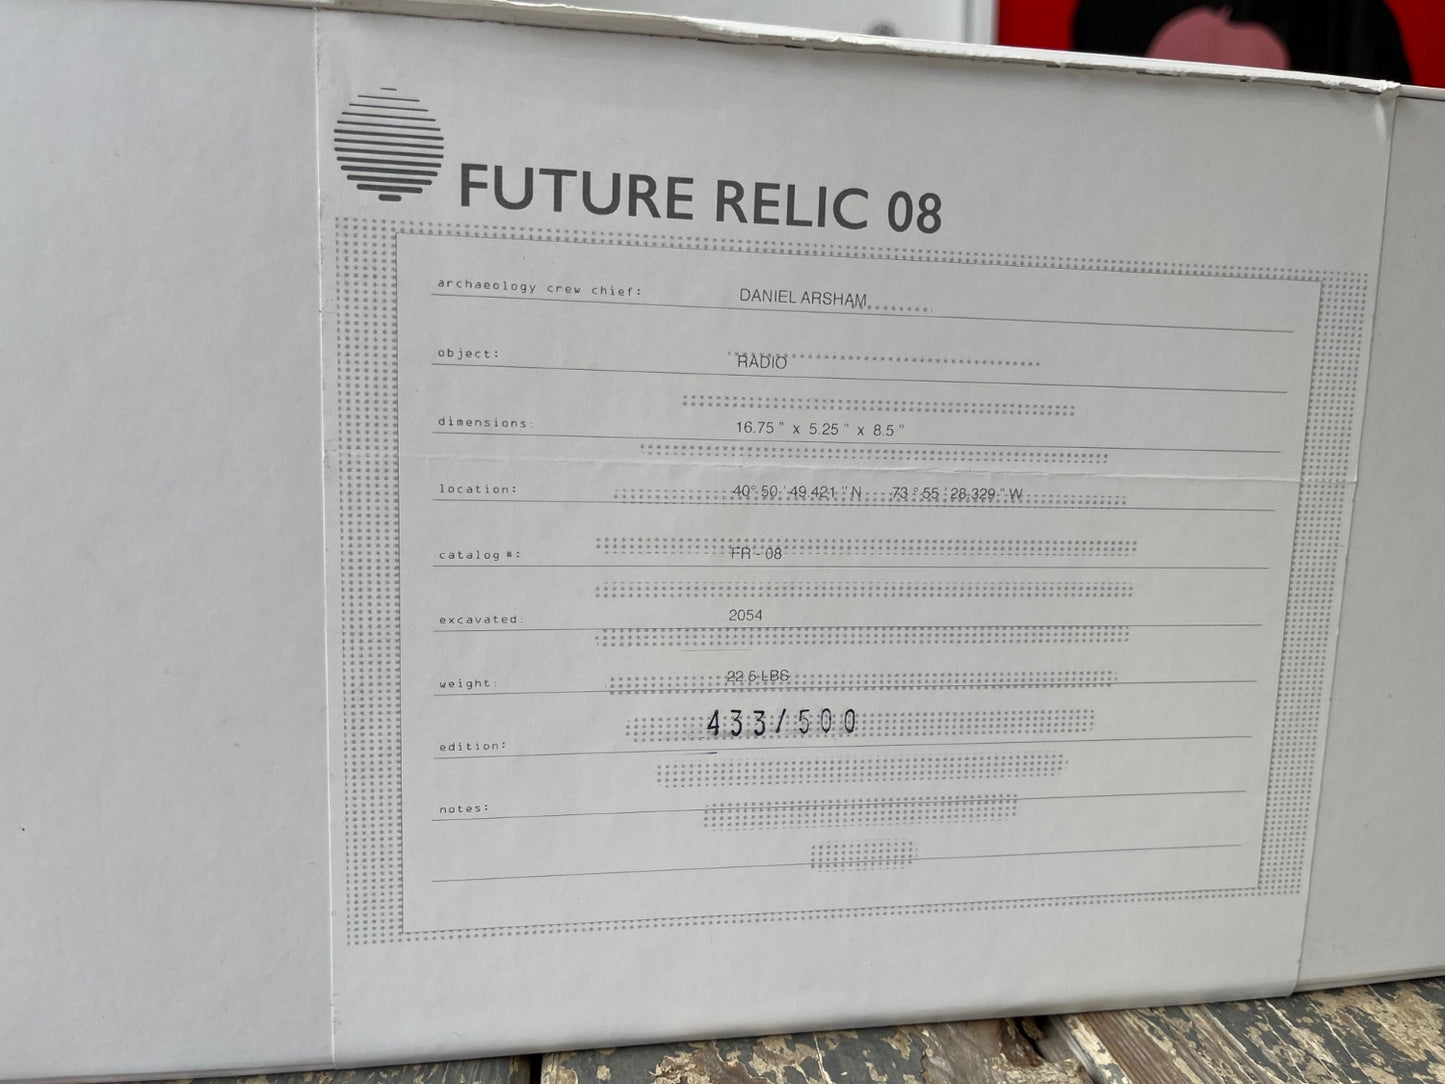 FUTURE RELIC 08
archaeology crew chief: DANIEL ARSHAM
object: RADIO
dimensions: 16.75" x 5.25" x 8.5"
location: 40° 50' 49.421" N 73° 55' 28.329" W
catalog #: FR - 08
excavated: 2054
weight: 22.5 LBS
edition: 433/500
notes: